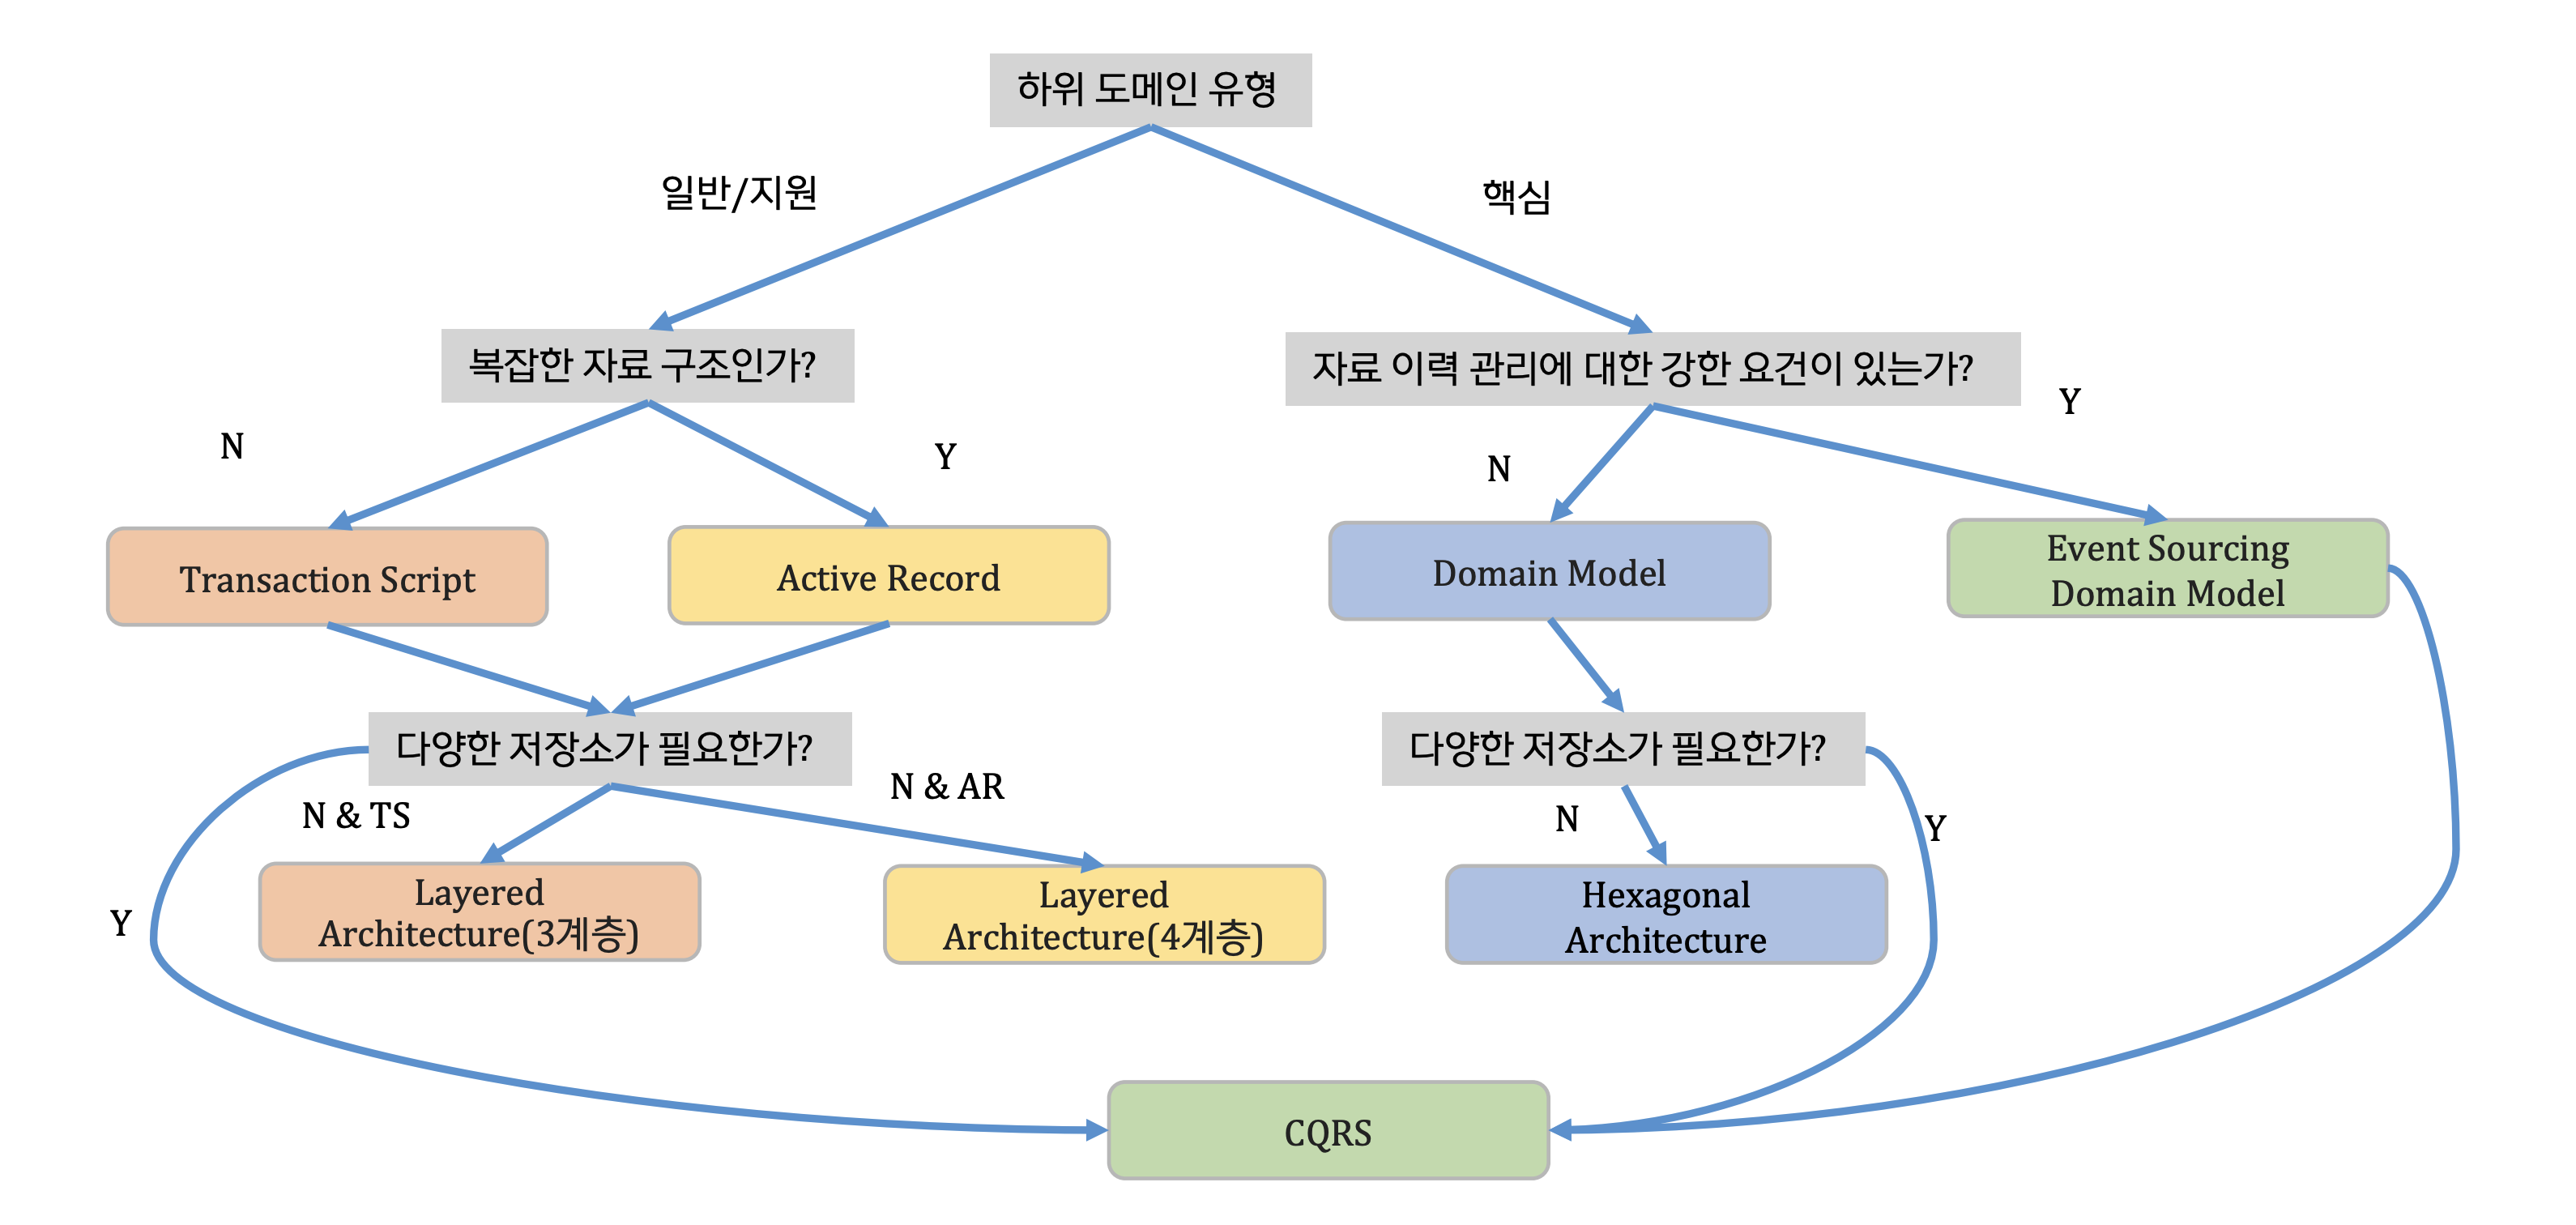 하위 도메인 유형
일반/지원
핵심
복잡한 자료 구조인가?
자료 이력 관리에 대한 강한 요건이 있는가?
N
Y
N
Y
Transaction Script
Active Record
Domain Model
Event Sourcing
Domain Model
다양한 저장소가 필요한가?
다양한 저장소가 필요한가?
N & TS
N & AR
N
Y
Y
Layered
Architecture(3계층)
Layered
Architecture(4계층)
Hexagonal
Architecture
CQRS